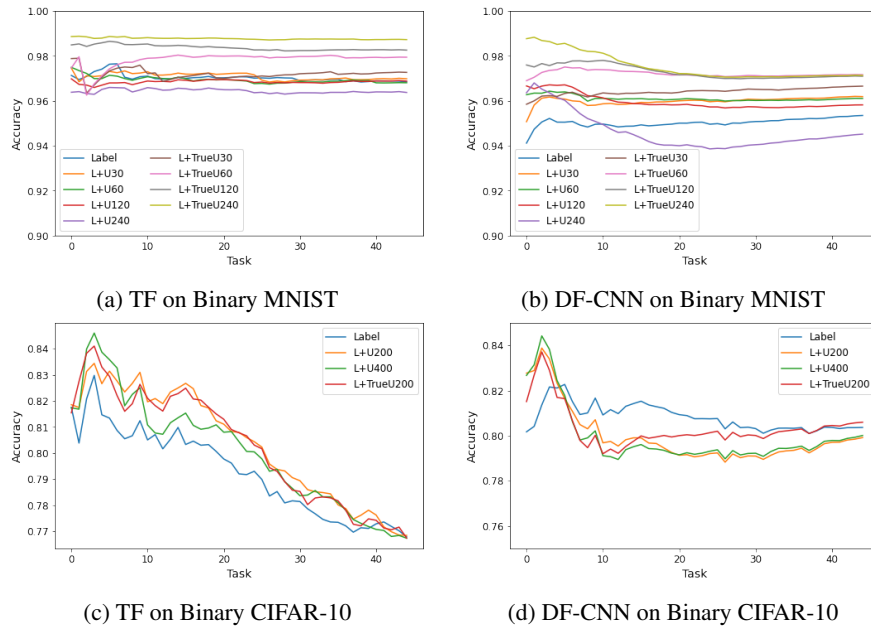 1.00
0.98
0.96
0.94
0.92
0.90
Accuracy
Label
L+U30
L+U60
L+U120
L+U240
L+TrueU30
L+TrueU60
L+TrueU120
L+TrueU240
0 10 20 30 40
Task
(a) TF on Binary MNIST
1.00
0.98
0.96
0.94
0.92
0.90
Accuracy
Label
L+U30
L+U60
L+U120
L+U240
L+TrueU30
L+TrueU60
L+TrueU120
L+TrueU240
0 10 20 30 40
Task
(b) DF-CNN on Binary MNIST
0.84
0.83
0.82
0.81
0.80
0.79
0.78
0.77
Accuracy
Label
L+U200
L+U400
L+TrueU200
0 10 20 30 40
Task
(c) TF on Binary CIFAR-10
0.84
0.82
0.80
0.78
0.76
Accuracy
Label
L+U200
L+U400
L+TrueU200
0 10 20 30 40
Task
(d) DF-CNN on Binary CIFAR-10